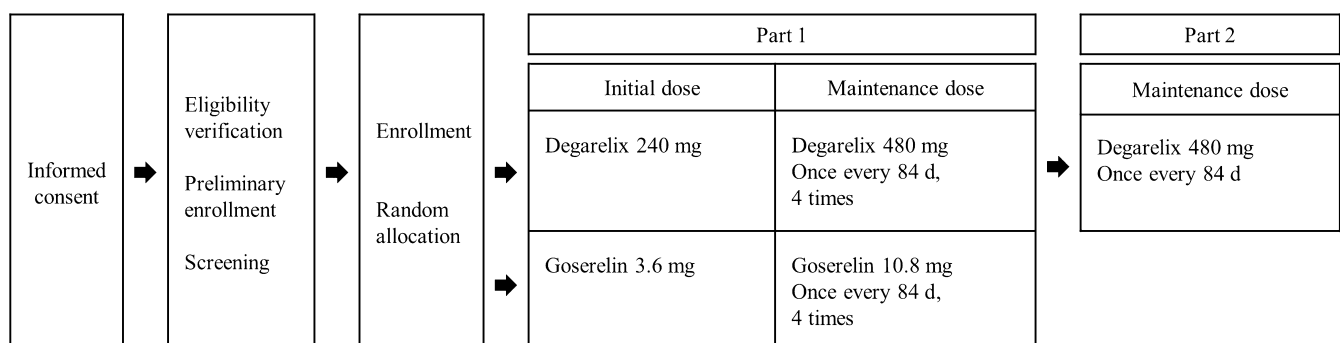 Informed
consent
Eligibility
verification
Preliminary
enrollment
Screening
Enrollment
Random
allocation
Part 1
Initial dose
Maintenance dose
Degarelix 240 mg
Degarelix 480 mg
Once every 84 d,
4 times
Goserelin 3.6 mg
Goserelin 10.8 mg
Once every 84 d,
4 times
Part 2
Maintenance dose
Degarelix 480 mg
Once every 84 d